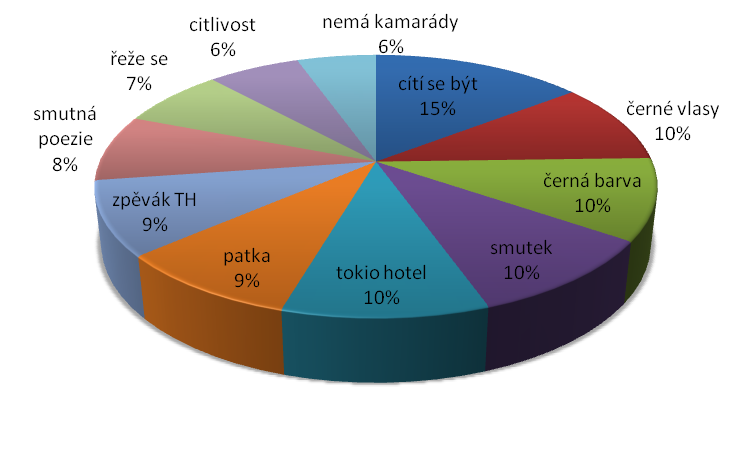 nemá kamarády
6%
cítí se být
15%
černé vlasy
10%
černá barva
10%
smutek
10%
tokio hotel
10%
patka
9%
zpěvák TH
9%
smutná
poezie
8%
řeže se
7%
citlivost
6%